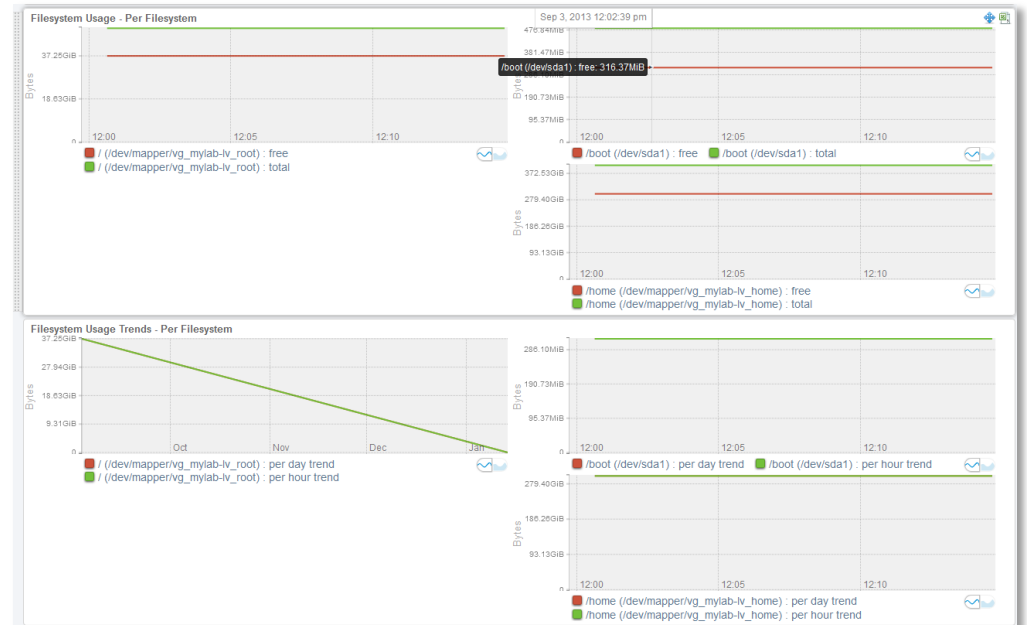 Filesystem Usage - Per Filesystem
Sep 3, 2013 12:02:39 pm
37.25GiB
18.63GiB
0
Bytes
12:00 12:05 12:10
/ (/dev/mapper/vg_mylab-lv_root) : free
/ (/dev/mapper/vg_mylab-lv_root) : total
476.84MiB
381.47MiB
/boot (/dev/sda1) : free: 316.37MiB
190.73MiB
95.37MiB
0
Bytes
12:00 12:05 12:10
/boot (/dev/sda1) : free /boot (/dev/sda1) : total
372.53GiB
279.40GiB
186.26GiB
93.13GiB
0
Bytes
12:00 12:05 12:10
/home (/dev/mapper/vg_mylab-lv_home) : free
/home (/dev/mapper/vg_mylab-lv_home) : total
Filesystem Usage Trends - Per Filesystem
37.25GiB
27.94GiB
18.63GiB
9.31GiB
0
Bytes
Oct Nov Dec Jan
/ (/dev/mapper/vg_mylab-lv_root) : per day trend
/ (/dev/mapper/vg_mylab-lv_root) : per hour trend
286.10MiB
190.73MiB
95.37MiB
0
Bytes
12:00 12:05 12:10
/boot (/dev/sda1) : per day trend /boot (/dev/sda1) : per hour trend
279.40GiB
186.26GiB
93.13GiB
0
Bytes
12:00 12:05 12:10
/home (/dev/mapper/vg_mylab-lv_home) : per day trend
/home (/dev/mapper/vg_mylab-lv_home) : per hour trend